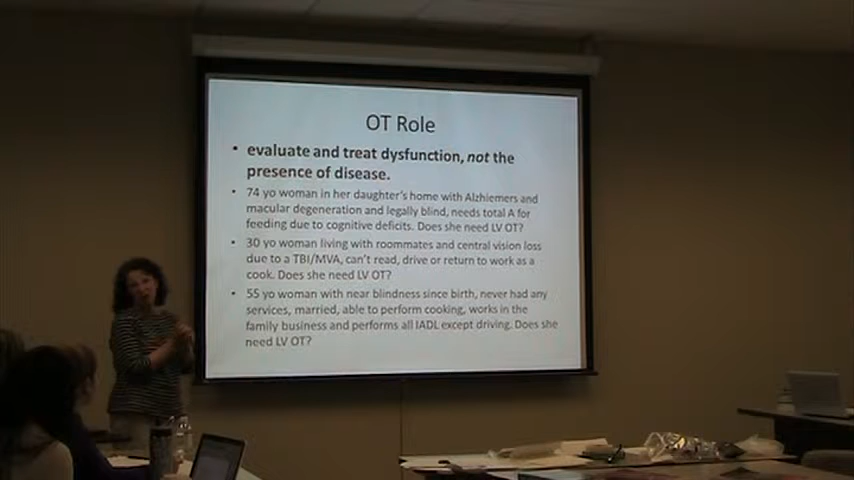 OT Role
• evaluate and treat dysfunction, not the
presence of disease.
• 74 yo woman in her daughter's home with Alzhiemers and
macular degeneration and legally blind, needs total A for
feeding due to cognitive deficits. Does she need LV OT?
• 30 yo woman living with roommates and central vision loss
due to a TBI/MVA, can't read, drive or return to work as a
cook. Does she need LV OT?
• 55 yo woman with near blindness since birth, never had any
services, married, able to perform cooking, works in the
family business and performs all IADL except driving. Does she
need LV OT?